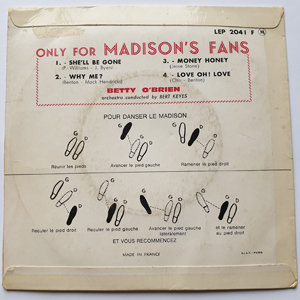 LEP 2041 F M
ONLY FOR MADISON'S FANS
1. - SHE'LL BE GONE
(P. Williams - J. Byers)
2. - WHY ME?
(Benton - Mack Hendricks)
3. - MONEY HONEY
(Jesse Stone)
4. - LOVE OH! LOVE
(Otis - Benton)
BETTY O'BRIEN
orchestra conducted by BERT KEYES
POUR DANSER LE MADISON
G D G D G D
Réunir les pieds
Avancer le pied gauche
Ramener le pied droit
G D G D G D G D
Reculer le pied droit
Reculer le pied gauche
Avancer le pied gauche
latéralement
et le ramener
au pied droit
ET VOUS RECOMMENCEZ
MADE IN FRANCE